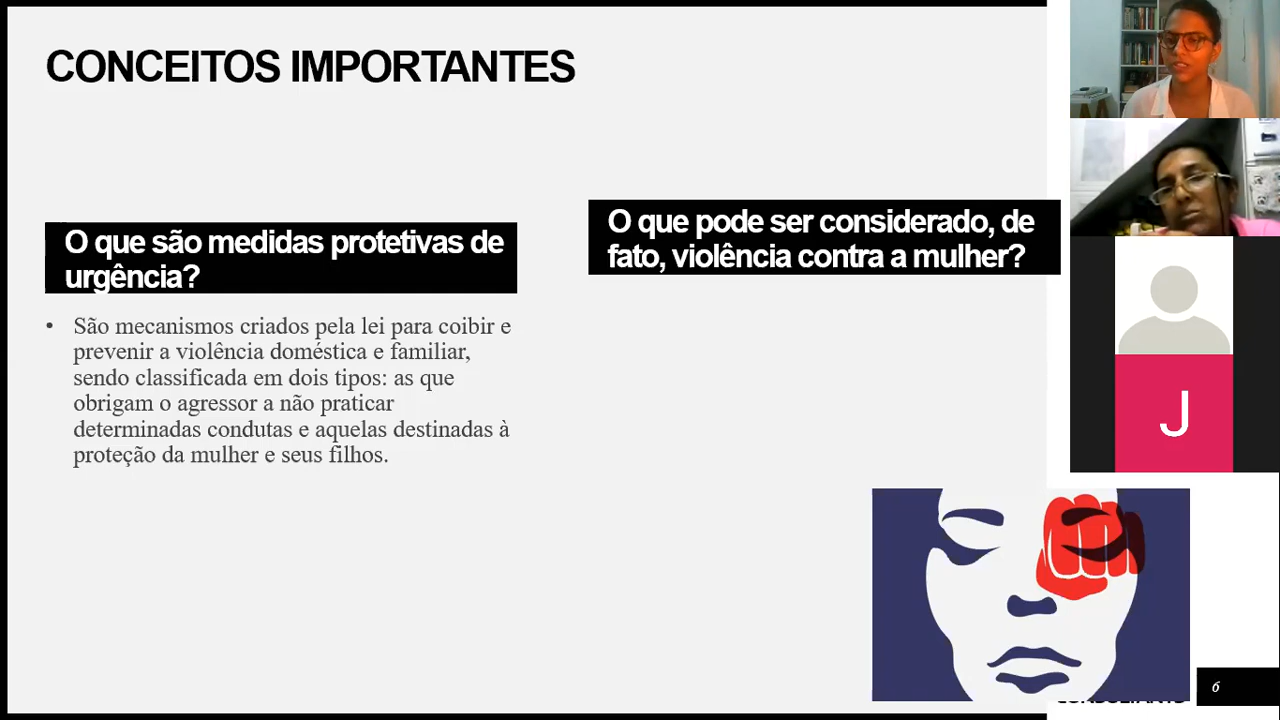 CONCEITOS IMPORTANTES
O que são medidas protetivas de
urgência?
• São mecanismos criados pela lei para coibir e
prevenir a violência doméstica e familiar,
sendo classificada em dois tipos: as que
obrigam o agressor a não praticar
determinadas condutas e aquelas destinadas à
proteção da mulher e seus filhos.
O que pode ser considerado, de
fato, violência contra a mulher?
J
6